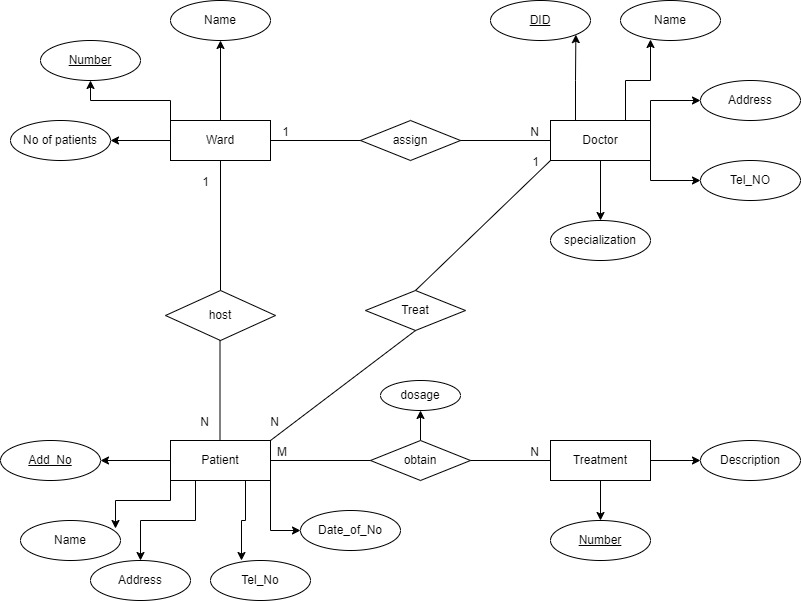 Name
DID
Name
Number
Address
No of patients
Ward
1
assign
N
Doctor
1
1
Tel_NO
specialization
host
Treat
dosage
N
N
M
N
Add_No
Patient
obtain
Treatment
Description
Name
Date_of_No
Number
Address
Tel_No